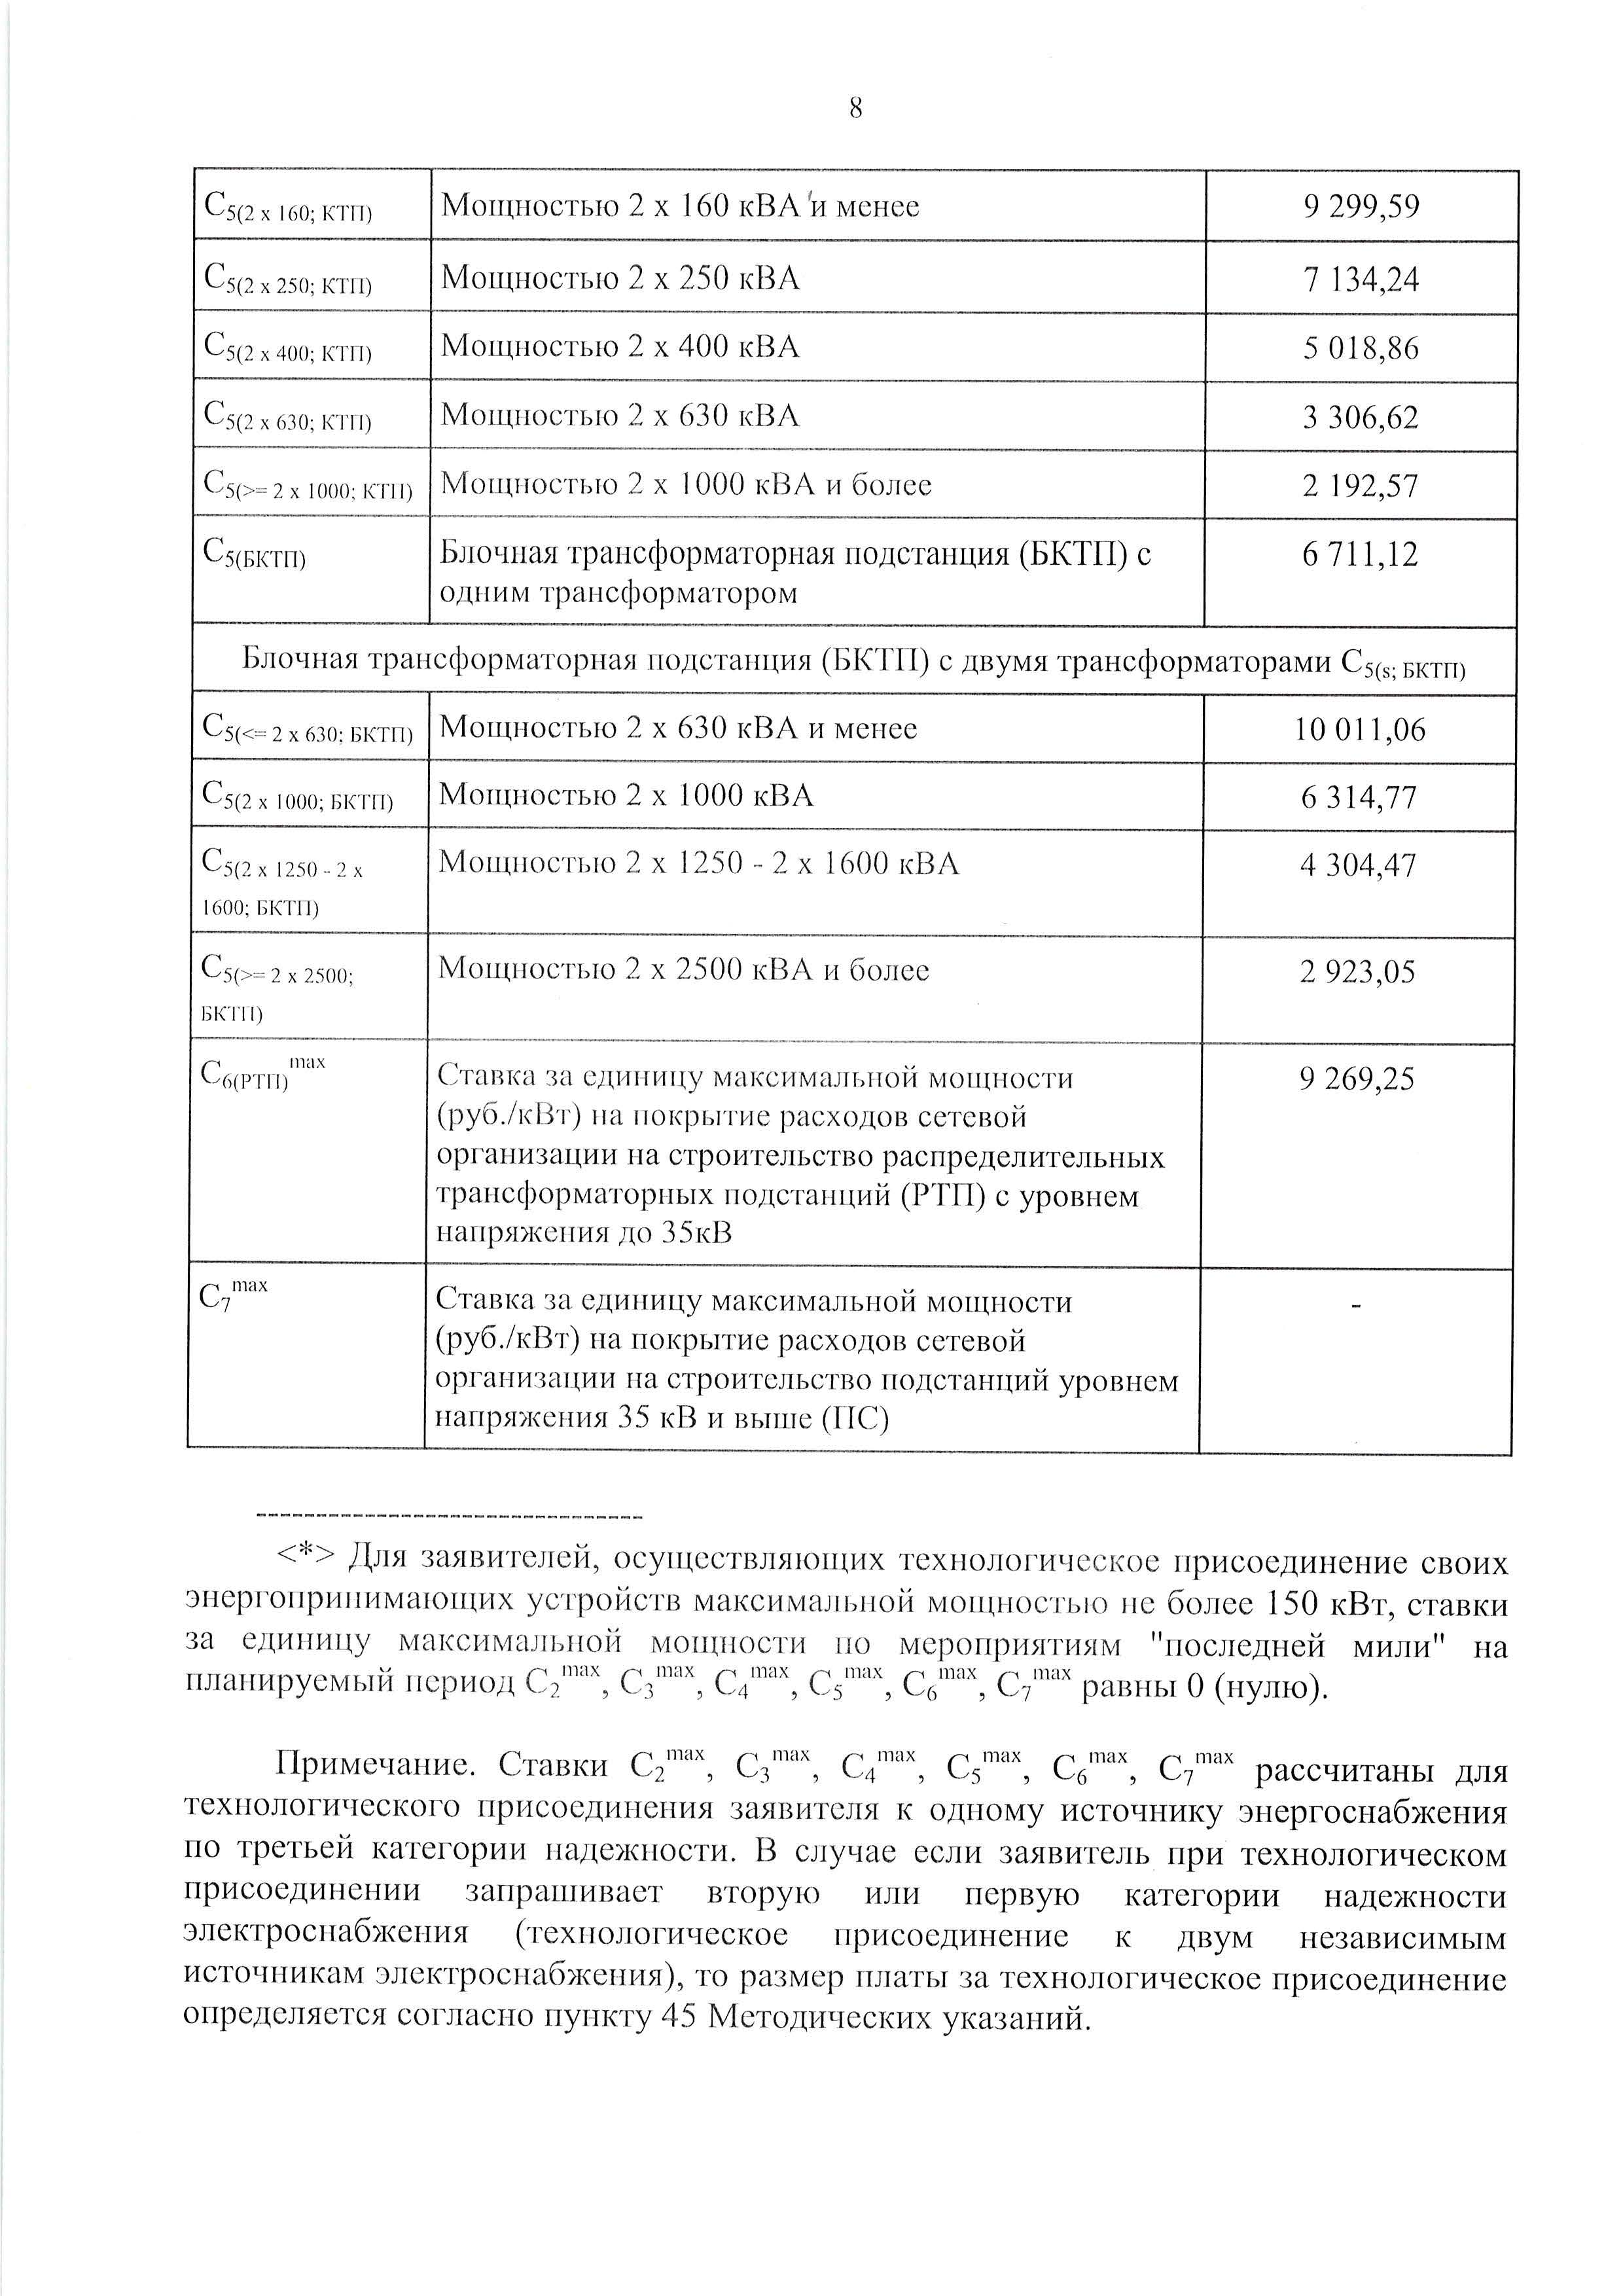 8
C5(2 x 160; КТП) Мощностью 2 x 160 кВА и менее 9 299,59
C5(2 x 250; КТП) Мощностью 2 x 250 кВА 7 134,24
C5(2 x 400; КТП) Мощностью 2 x 400 кВА 5 018,86
C5(2 x 630; КТП) Мощностью 2 x 630 кВА 3 306,62
C5(>= 2 x 1000; КТП) Мощностью 2 x 1000 кВА и более 2 192,57
C5(БКТП) Блочная трансформаторная подстанция (БКТП) с 6 711,12
одним трансформатором
Блочная трансформаторная подстанция (БКТП) с двумя трансформаторами C5(s; БКТП)
C5(<= 2 x 630; БКТП) Мощностью 2 x 630 кВА и менее 10 011,06
C5(2 x 1000; БКТП) Мощностью 2 x 1000 кВА 6 314,77
C5(2 x 1250 - 2 x Мощностью 2 x 1250 - 2 x 1600 кВА 4 304,47
1600; БКТП)
C5(>= 2 x 2500; Мощностью 2 x 2500 кВА и более 2 923,05
БКТП)
C6(РТП)max Ставка за единицу максимальной мощности 9 269,25
(руб./кВт) на покрытие расходов сетевой
организации на строительство распределительных
трансформаторных подстанций (РТП) с уровнем
напряжения до 35кВ
C7max Ставка за единицу максимальной мощности -
(руб./кВт) на покрытие расходов сетевой
организации на строительство подстанций уровнем
напряжения 35 кВ и выше (ПС)
--------------------------------
<*> Для заявителей, осуществляющих технологическое присоединение своих
энергопринимающих устройств максимальной мощностью не более 150 кВт, ставки
за единицу максимальной мощности по мероприятиям "последней мили" на
планируемый период C2max, C3max, C4max, C5max, C6max, C7max равны 0 (нулю).
Примечание. Ставки C2max, C3max, C4max, C5max, C6max, C7max рассчитаны для
технологического присоединения заявителя к одному источнику энергоснабжения
по третьей категории надежности. В случае если заявитель при технологическом
присоединении запрашивает вторую или первую категории надежности
электроснабжения (технологическое присоединение к двум независимым
источникам электроснабжения), то размер платы за технологическое присоединение
определяется согласно пункту 45 Методических указаний.